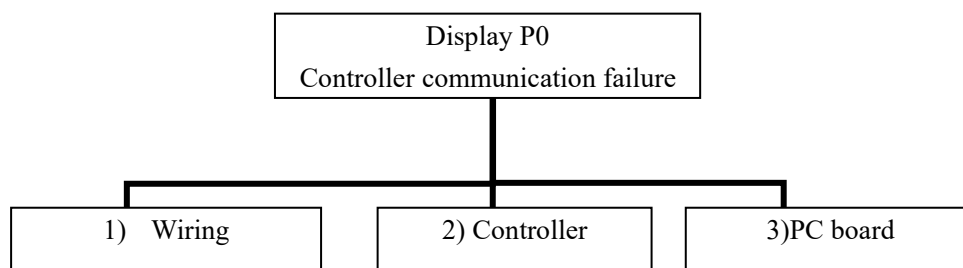 Display P0
Controller communication failure
1) Wiring
2) Controller
3)PC board